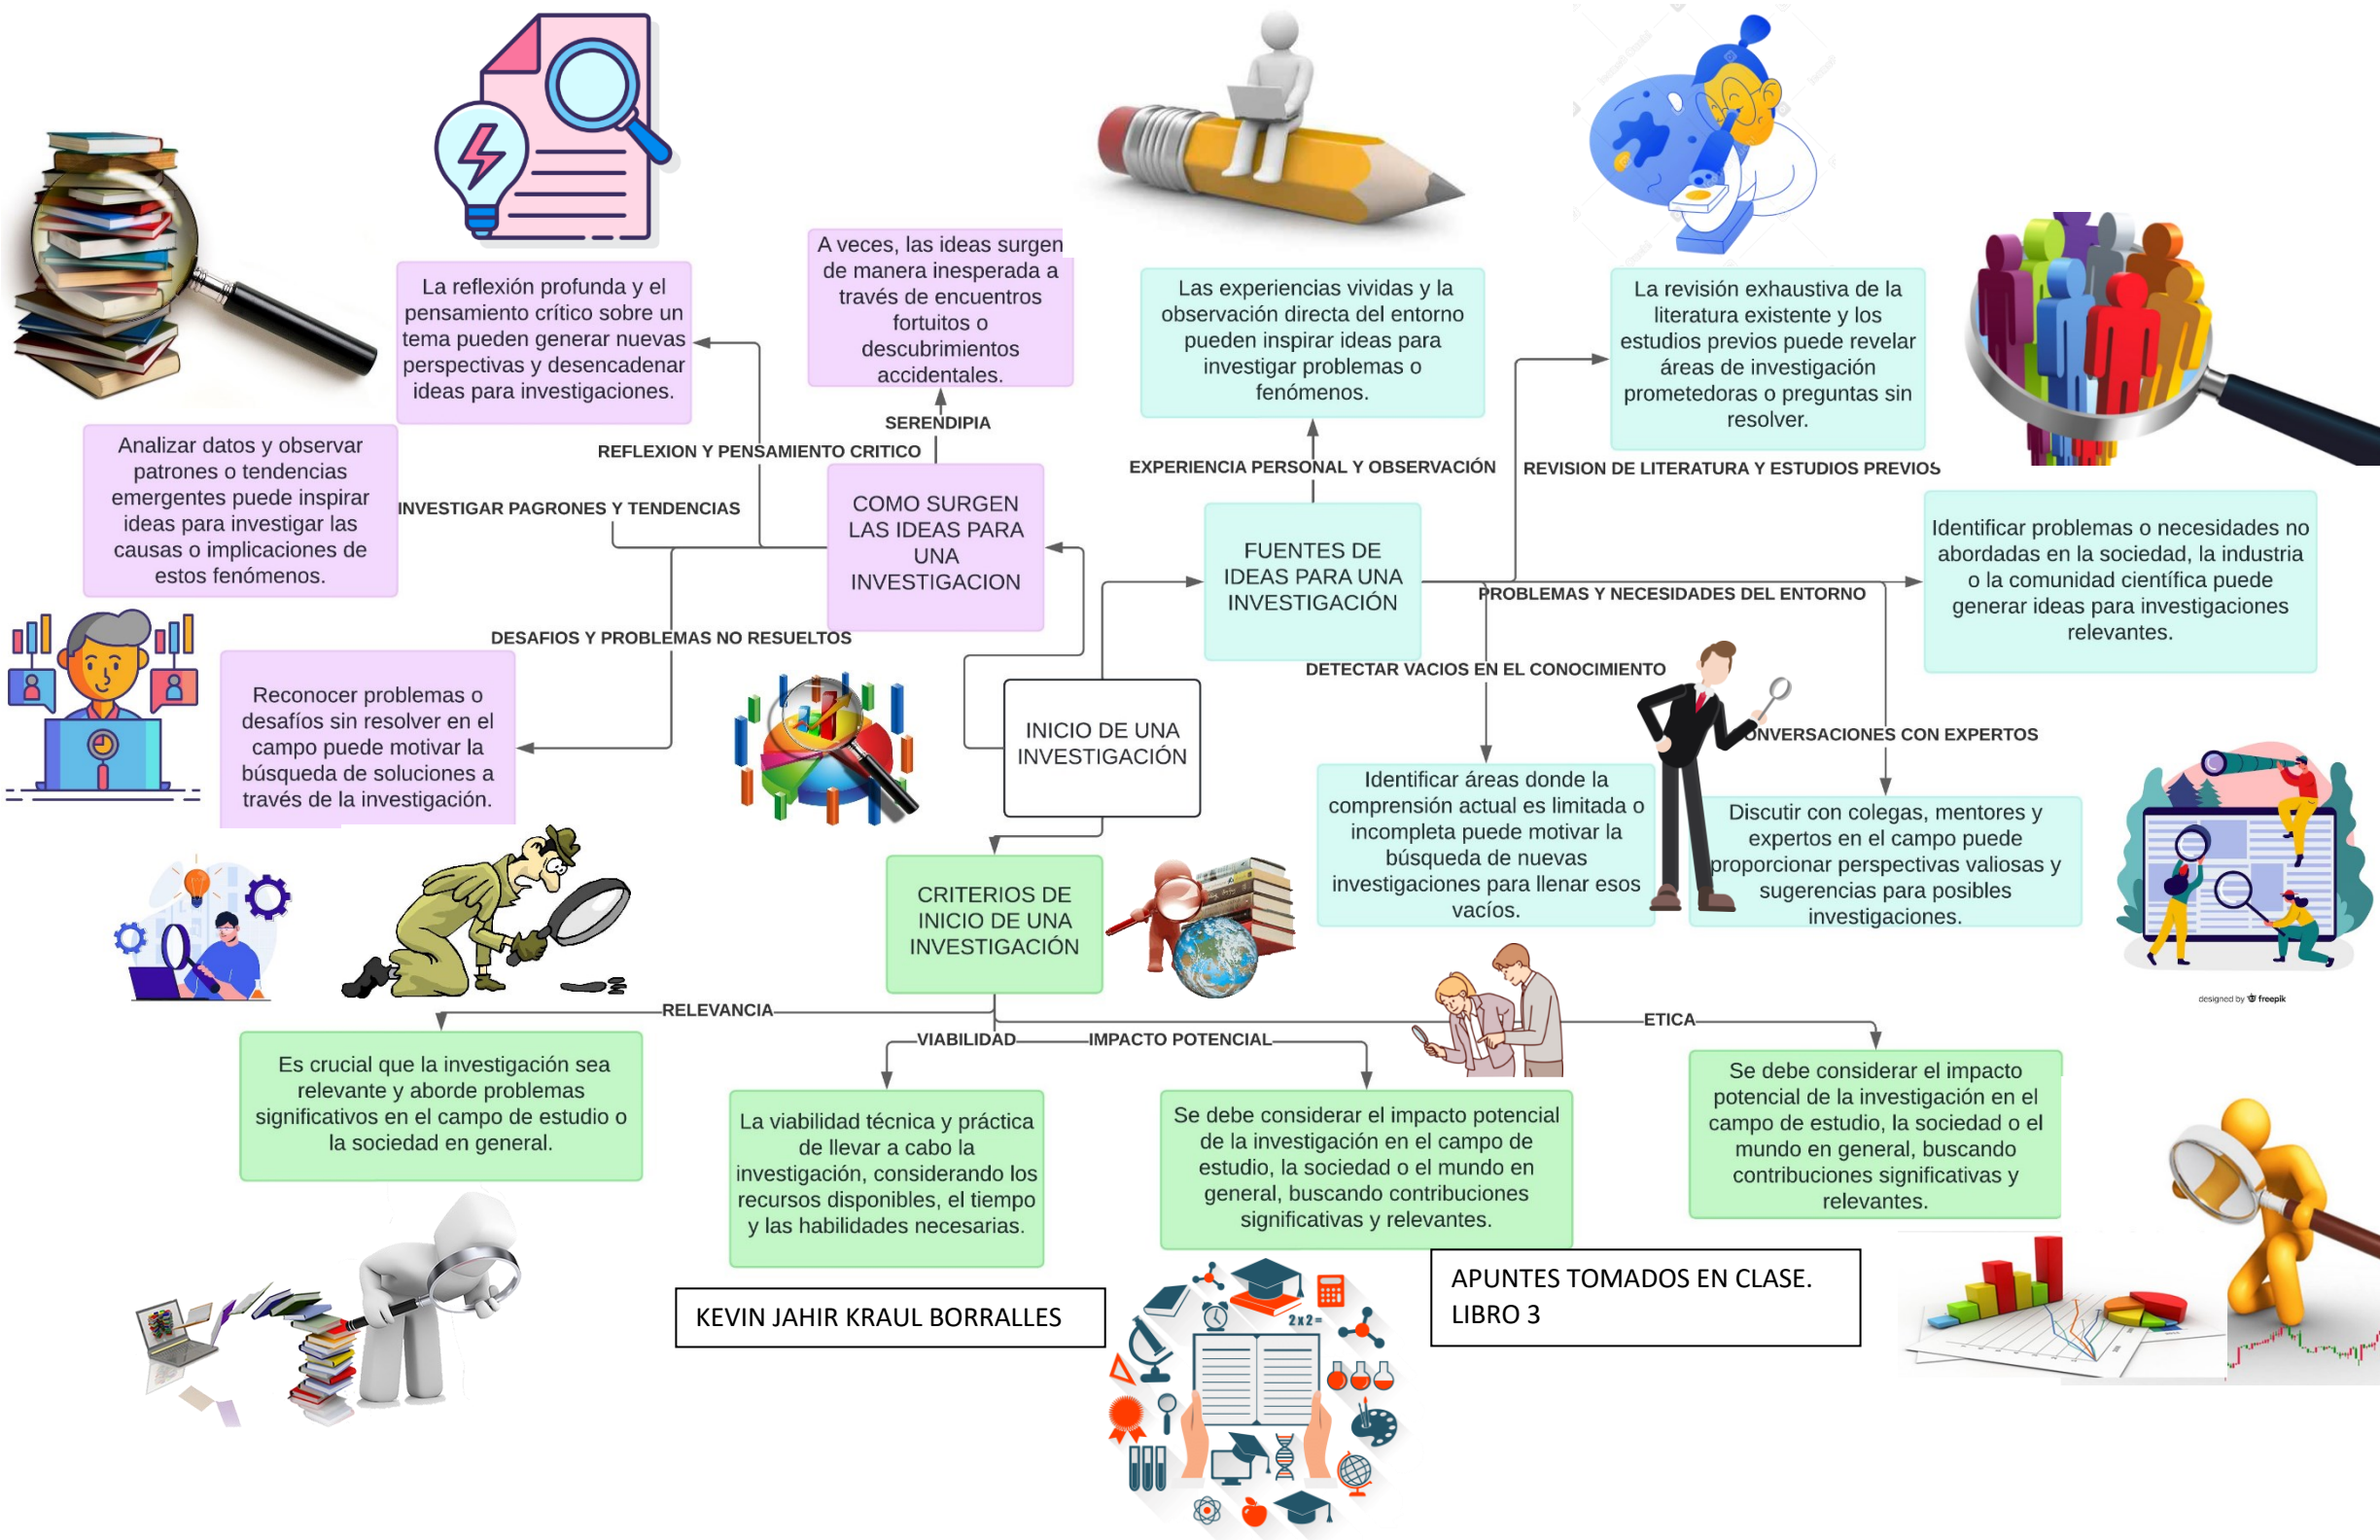 A veces, las ideas surgen
de manera inesperada a
través de encuentros
fortuitos o
descubrimientos
accidentales.
La reflexión profunda y el
pensamiento crítico sobre un
tema pueden generar nuevas
perspectivas y desencadenar
ideas para investigaciones.
Las experiencias vividas y la
observación directa del entorno
pueden inspirar ideas para
investigar problemas o
fenómenos.
La revisión exhaustiva de la
literatura existente y los
estudios previos puede revelar
áreas de investigación
prometedoras o preguntas sin
resolver.
SERENDIPIA
REFLEXION Y PENSAMIENTO CRITICO
EXPERIENCIA PERSONAL Y OBSERVACIÓN
REVISION DE LITERATURA Y ESTUDIOS PREVIOS
Analizar datos y observar
patrones o tendencias
emergentes puede inspirar
ideas para investigar las
causas o implicaciones de
estos fenómenos.
INVESTIGAR PAGRONES Y TENDENCIAS
COMO SURGEN
LAS IDEAS PARA
UNA
INVESTIGACION
FUENTES DE
IDEAS PARA UNA
INVESTIGACIÓN
Identificar problemas o necesidades no
abordadas en la sociedad, la industria
o la comunidad científica puede
generar ideas para investigaciones
relevantes.
PROBLEMAS Y NECESIDADES DEL ENTORNO
DESAFIOS Y PROBLEMAS NO RESUELTOS
DETECTAR VACIOS EN EL CONOCIMIENTO
Reconocer problemas o
desafíos sin resolver en el
campo puede motivar la
búsqueda de soluciones a
través de la investigación.
INICIO DE UNA
INVESTIGACIÓN
ONVERSACIONES CON EXPERTOS
Identificar áreas donde la
comprensión actual es limitada o
incompleta puede motivar la
búsqueda de nuevas
investigaciones para llenar esos
vacíos.
Discutir con colegas, mentores y
expertos en el campo puede
proporcionar perspectivas valiosas y
sugerencias para posibles
investigaciones.
CRITERIOS DE
INICIO DE UNA
INVESTIGACIÓN
designed by freepik
RELEVANCIA
VIABILIDAD
IMPACTO POTENCIAL
ETICA
Es crucial que la investigación sea
relevante y aborde problemas
significativos en el campo de estudio o
la sociedad en general.
La viabilidad técnica y práctica
de llevar a cabo la
investigación, considerando los
recursos disponibles, el tiempo
y las habilidades necesarias.
Se debe considerar el impacto potencial
de la investigación en el campo de
estudio, la sociedad o el mundo en
general, buscando contribuciones
significativas y relevantes.
Se debe considerar el impacto
potencial de la investigación en el
campo de estudio, la sociedad o el
mundo en general, buscando
contribuciones significativas y
relevantes.
KEVIN JAHIR KRAUL BORRALLES
APUNTES TOMADOS EN CLASE.
LIBRO 3
2x2=